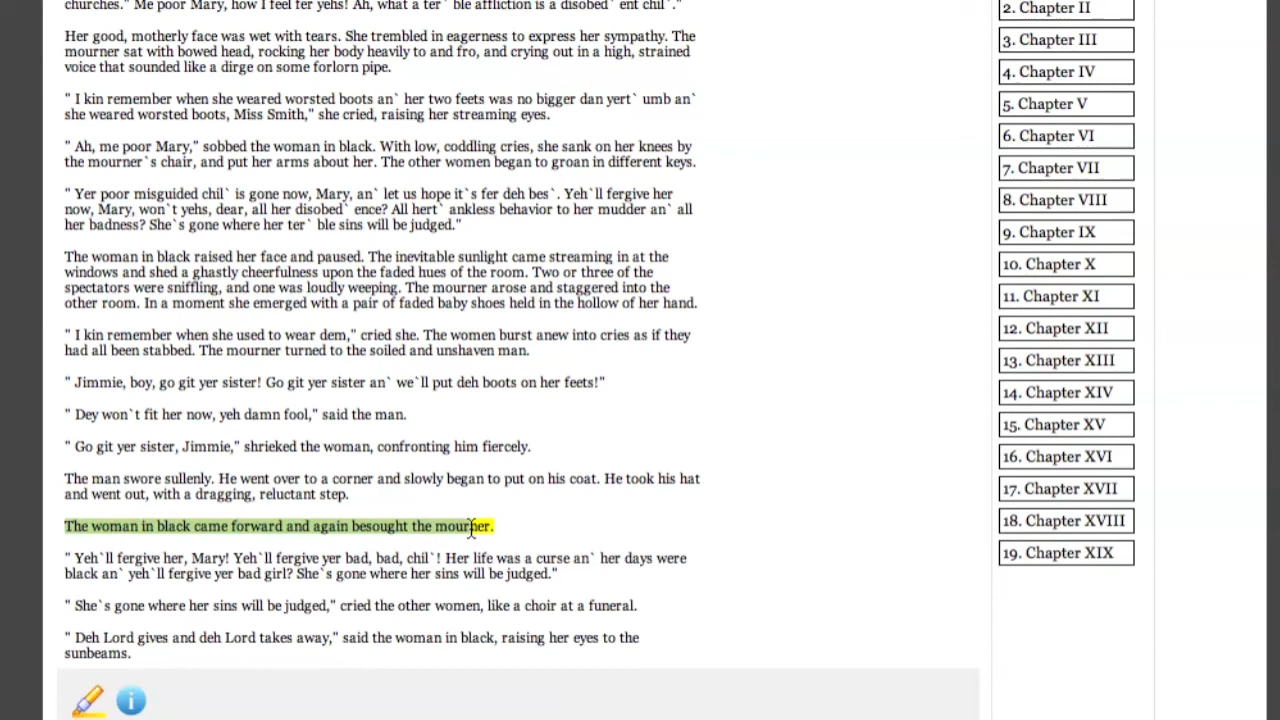 churches." Me poor Mary, how I feel fer yehs! Ah, what a ter` ble affliction is a disobed` ent chil`."
Her good, motherly face was wet with tears. She trembled in eagerness to express her sympathy. The
mourner sat with bowed head, rocking her body heavily to and fro, and crying out in a high, strained
voice that sounded like a dirge on some forlorn pipe.
" I kin remember when she weared worsted boots an` her two feets was no bigger dan yert` umb an`
she weared worsted boots, Miss Smith," she cried, raising her streaming eyes.
" Ah, me poor Mary," sobbed the woman in black. With low, coddling cries, she sank on her knees by
the mourner`s chair, and put her arms about her. The other women began to groan in different keys.
" Yer poor misguided chil` is gone now, Mary, an` let us hope it`s fer deh bes`. Yeh`ll fergive her
now, Mary, won`t yehs, dear, all her disobed` ence? All hert` ankless behavior to her mudder an` all
her badness? She`s gone where her ter` ble sins will be judged."
The woman in black raised her face and paused. The inevitable sunlight came streaming in at the
windows and shed a ghastly cheerfulness upon the faded hues of the room. Two or three of the
spectators were sniffling, and one was loudly weeping. The mourner arose and staggered into the
other room. In a moment she emerged with a pair of faded baby shoes held in the hollow of her hand.
" I kin remember when she used to wear dem," cried she. The women burst anew into cries as if they
had all been stabbed. The mourner turned to the soiled and unshaven man.
" Jimmie, boy, go git yer sister! Go git yer sister an` we`ll put deh boots on her feets!"
" Dey won`t fit her now, yeh damn fool," said the man.
" Go git yer sister, Jimmie," shrieked the woman, confronting him fiercely.
The man swore sullenly. He went over to a corner and slowly began to put on his coat. He took his hat
and went out, with a dragging, reluctant step.
The woman in black came forward and again besought the mourner.
" Yeh`ll fergive her, Mary! Yeh`ll fergive yer bad, bad, chil`! Her life was a curse an` her days were
black an` yeh`ll fergive yer bad girl? She`s gone where her sins will be judged."
" She`s gone where her sins will be judged," cried the other women, like a choir at a funeral.
" Deh Lord gives and deh Lord takes away," said the woman in black, raising her eyes to the
sunbeams.
2. Chapter II
3. Chapter III
4. Chapter IV
5. Chapter V
6. Chapter VI
7. Chapter VII
8. Chapter VIII
9. Chapter IX
10. Chapter X
11. Chapter XI
12. Chapter XII
13. Chapter XIII
14. Chapter XIV
15. Chapter XV
16. Chapter XVI
17. Chapter XVII
18. Chapter XVIII
19. Chapter XIX